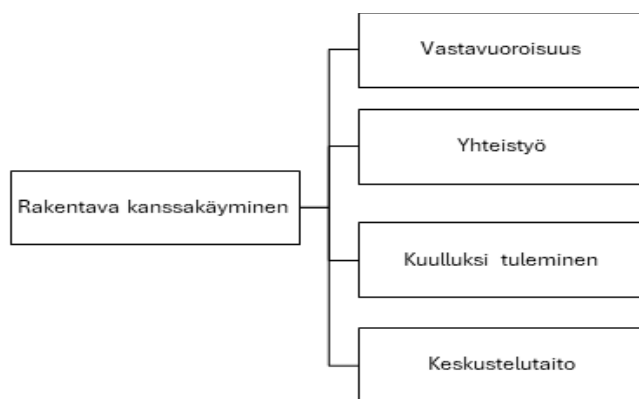 Vastavuoroisuus
Yhteistyö
Rakentava kanssakäyminen
Kuulluksi tuleminen
Keskustelutaito